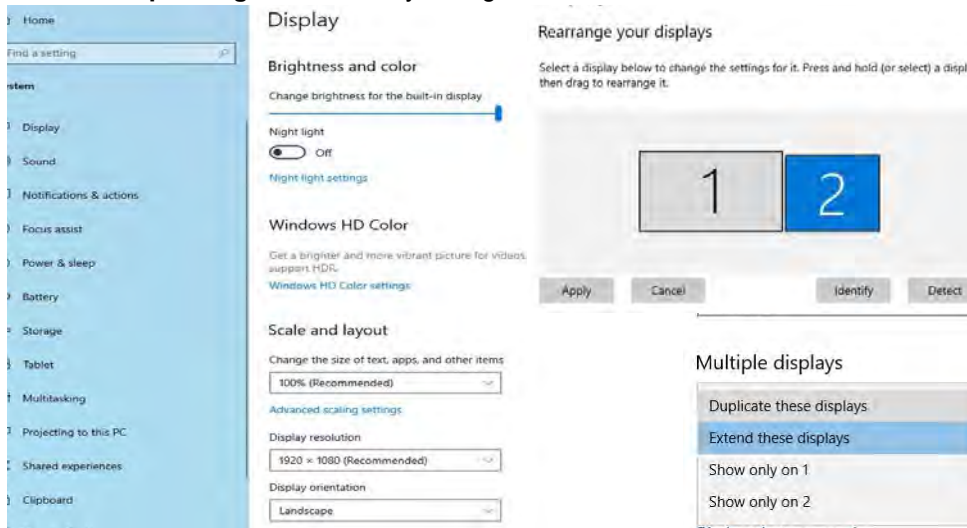 Home
Find a setting
stem
Display
Sound
Notifications & actions
Focus assist
Power & sleep
Battery
Storage
Tablet
Multitasking
Projecting to this PC
Shared experiences
Clipboard
Display
Brightness and color
Change brightness for the built-in display
Night light
Off
Night light settings
Windows HD Color
Get a brighter and more vibrant picture for videos
support HDR.
Windows HD Color settings
Scale and layout
Change the size of text, apps, and other items
100% (Recommended)
Advanced scaling settings
Display resolution
1920 × 1080 (Recommended)
Display orientation
Landscape
Rearrange your displays
Select a display below to change the settings for it. Press and hold (or select) a displ
then drag to rearrange it.
1
2
Apply Cancel Identify Detect
Multiple displays
Duplicate these displays
Extend these displays
Show only on 1
Show only on 2